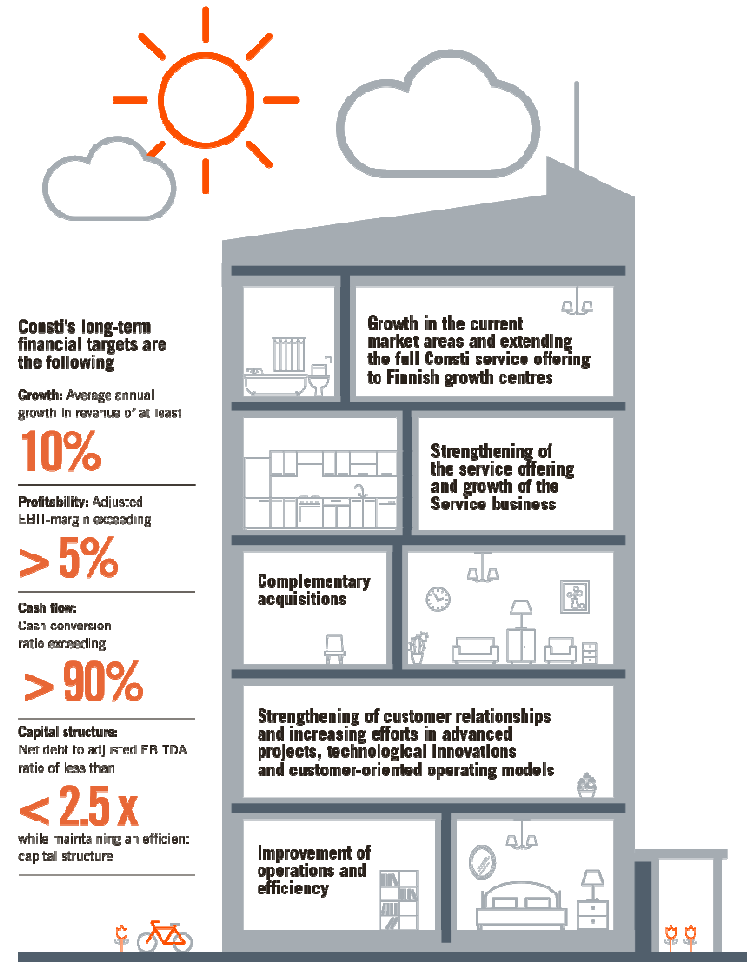 Consti's long-term
financial targets are
the following
Growth: Average annual
growth in revenue of at least
10%
Profitability: Adjusted
EBIT-margin exceeding
> 5%
Cash flow:
Cash conversion
ratio exceeding
> 90%
Capital structure:
Net debt to adjusted EBITDA
ratio of less than
< 2.5 x
while maintaining an efficient
capital structure
Growth in the current
market areas and extending
the full Consti service offering
to Finnish growth centres
Strengthening of
the service offering
and growth of the
Service business
Complementary
acquisitions
Strengthening of customer relationships
and increasing efforts in advanced
projects, technological innovations
and customer-oriented operating models
Improvement of
operations and
efficiency